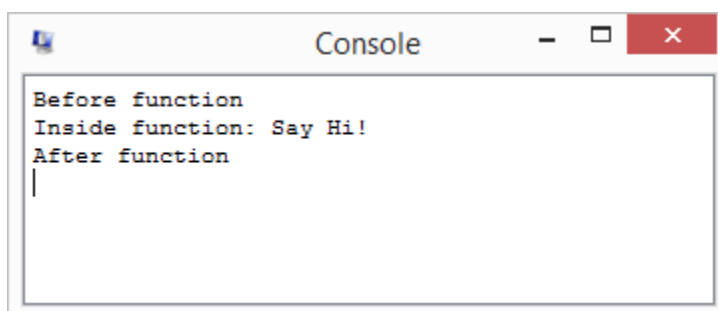 Console
Before function
Inside function: Say Hi!
After function